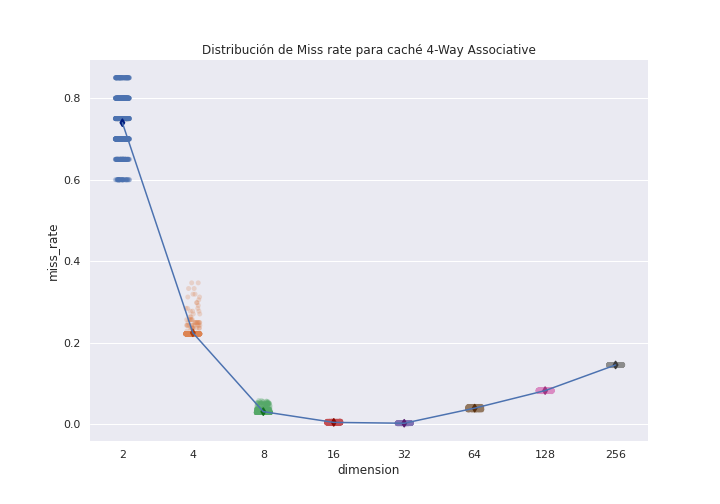 Distribución de Miss rate para caché 4-Way Associative
miss_rate
0.8
0.6
0.4
0.2
0.0
2 4 8 16 32 64 128 256
dimension